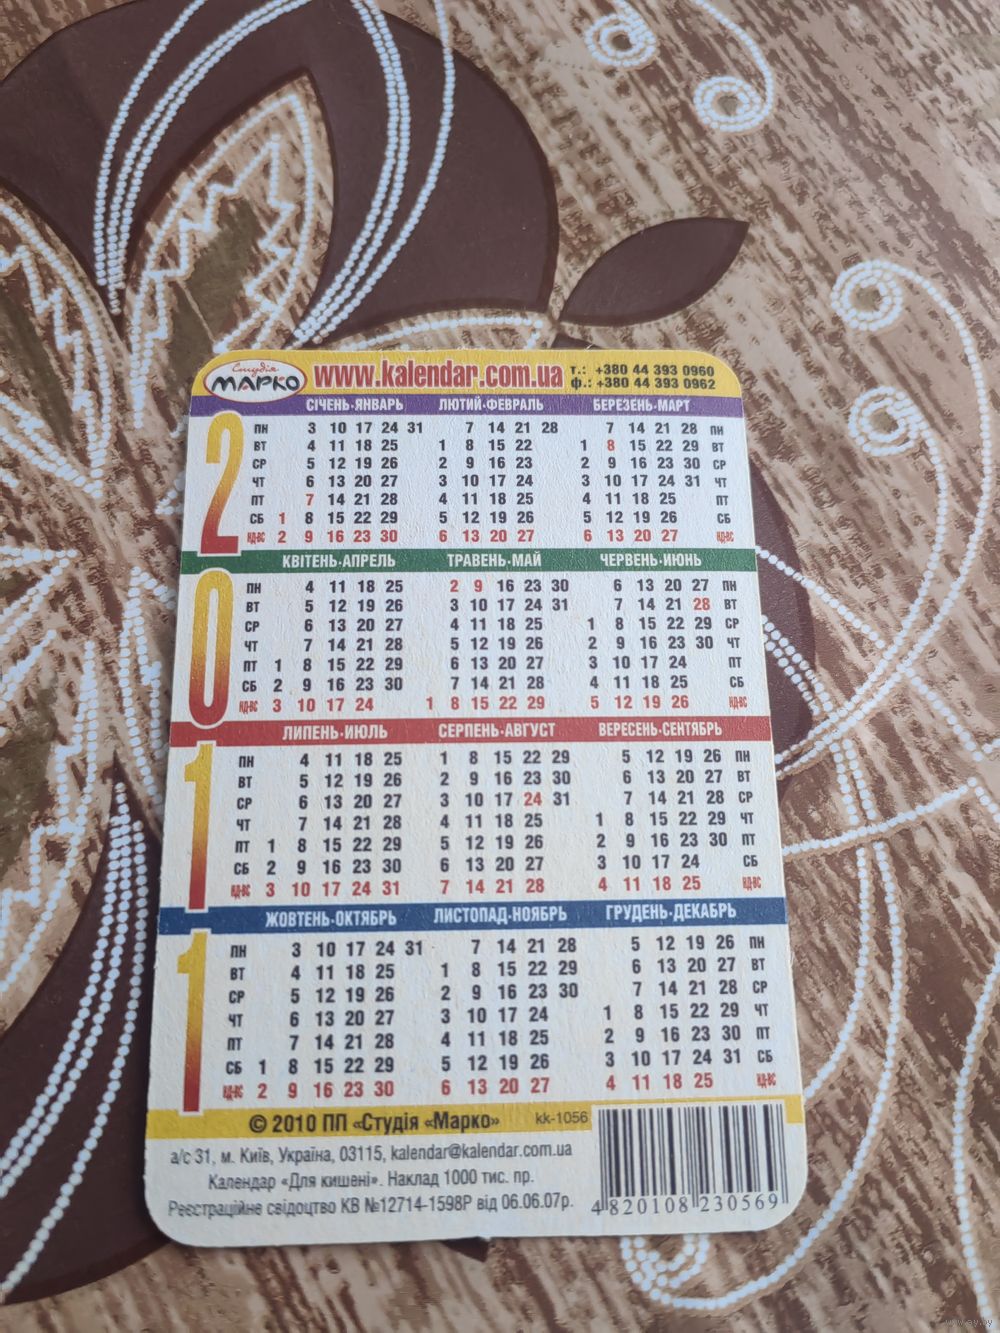 Студія
МАРКО
www.kalendar.com.ua
т.: +380 44 393 0960
ф.: +380 44 393 0962
СІЧЕНЬ-ЯНВАРЬ ЛЮТИЙ-ФЕВРАЛЬ БЕРЕЗЕНЬ-МАРТ
ПН 3 10 17 24 31 7 14 21 28 7 14 21 28 ПН
ВТ 4 11 18 25 1 8 15 22 1 8 15 22 29 ВТ
СР 5 12 19 26 2 9 16 23 2 9 16 23 30 СР
ЧТ 6 13 20 27 3 10 17 24 3 10 17 24 31 ЧТ
ПТ 7 14 21 28 4 11 18 25 4 11 18 25 ПТ
СБ 1 8 15 22 29 5 12 19 26 5 12 19 26 СБ
НД-ВС 2 9 16 23 30 6 13 20 27 6 13 20 27 НД-ВС
КВІТЕНЬ-АПРЕЛЬ ТРАВЕНЬ-МАЙ ЧЕРВЕНЬ-ИЮНЬ
ПН 4 11 18 25 2 9 16 23 30 6 13 20 27 ПН
ВТ 5 12 19 26 3 10 17 24 31 7 14 21 28 ВТ
СР 6 13 20 27 4 11 18 25 1 8 15 22 29 СР
ЧТ 7 14 21 28 5 12 19 26 2 9 16 23 30 ЧТ
ПТ 1 8 15 22 29 6 13 20 27 3 10 17 24 ПТ
СБ 2 9 16 23 30 7 14 21 28 4 11 18 25 СБ
НД-ВС 3 10 17 24 1 8 15 22 29 5 12 19 26 НД-ВС
ЛИПЕНЬ-ИЮЛЬ СЕРПЕНЬ-АВГУСТ ВЕРЕСЕНЬ-СЕНТЯБРЬ
ПН 4 11 18 25 1 8 15 22 29 5 12 19 26 ПН
ВТ 5 12 19 26 2 9 16 23 30 6 13 20 27 ВТ
СР 6 13 20 27 3 10 17 24 31 7 14 21 28 СР
ЧТ 7 14 21 28 4 11 18 25 1 8 15 22 29 ЧТ
ПТ 1 8 15 22 29 5 12 19 26 2 9 16 23 30 ПТ
СБ 2 9 16 23 30 6 13 20 27 3 10 17 24 СБ
НД-ВС 3 10 17 24 31 7 14 21 28 4 11 18 25 НД-ВС
ЖОВТЕНЬ-ОКТЯБРЬ ЛИСТОПАД-НОЯБРЬ ГРУДЕНЬ-ДЕКАБРЬ
ПН 3 10 17 24 31 7 14 21 28 5 12 19 26 ПН
ВТ 4 11 18 25 1 8 15 22 29 6 13 20 27 ВТ
СР 5 12 19 26 2 9 16 23 30 7 14 21 28 СР
ЧТ 6 13 20 27 3 10 17 24 1 8 15 22 29 ЧТ
ПТ 7 14 21 28 4 11 18 25 2 9 16 23 30 ПТ
СБ 1 8 15 22 29 5 12 19 26 3 10 17 24 31 СБ
НД-ВС 2 9 16 23 30 6 13 20 27 4 11 18 25 НД-ВС
2011
© 2010 ПП «Студія «Марко» kk-1056
а/с 31, м. Київ, Україна, 03115, kalendar@kalendar.com.ua
Календар «Для кишені». Наклад 1000 тис. пр.
Реєстраційне свідоцтво КВ №12714-1598Р від 06.06.07р.
4820108230569
www.ay.by